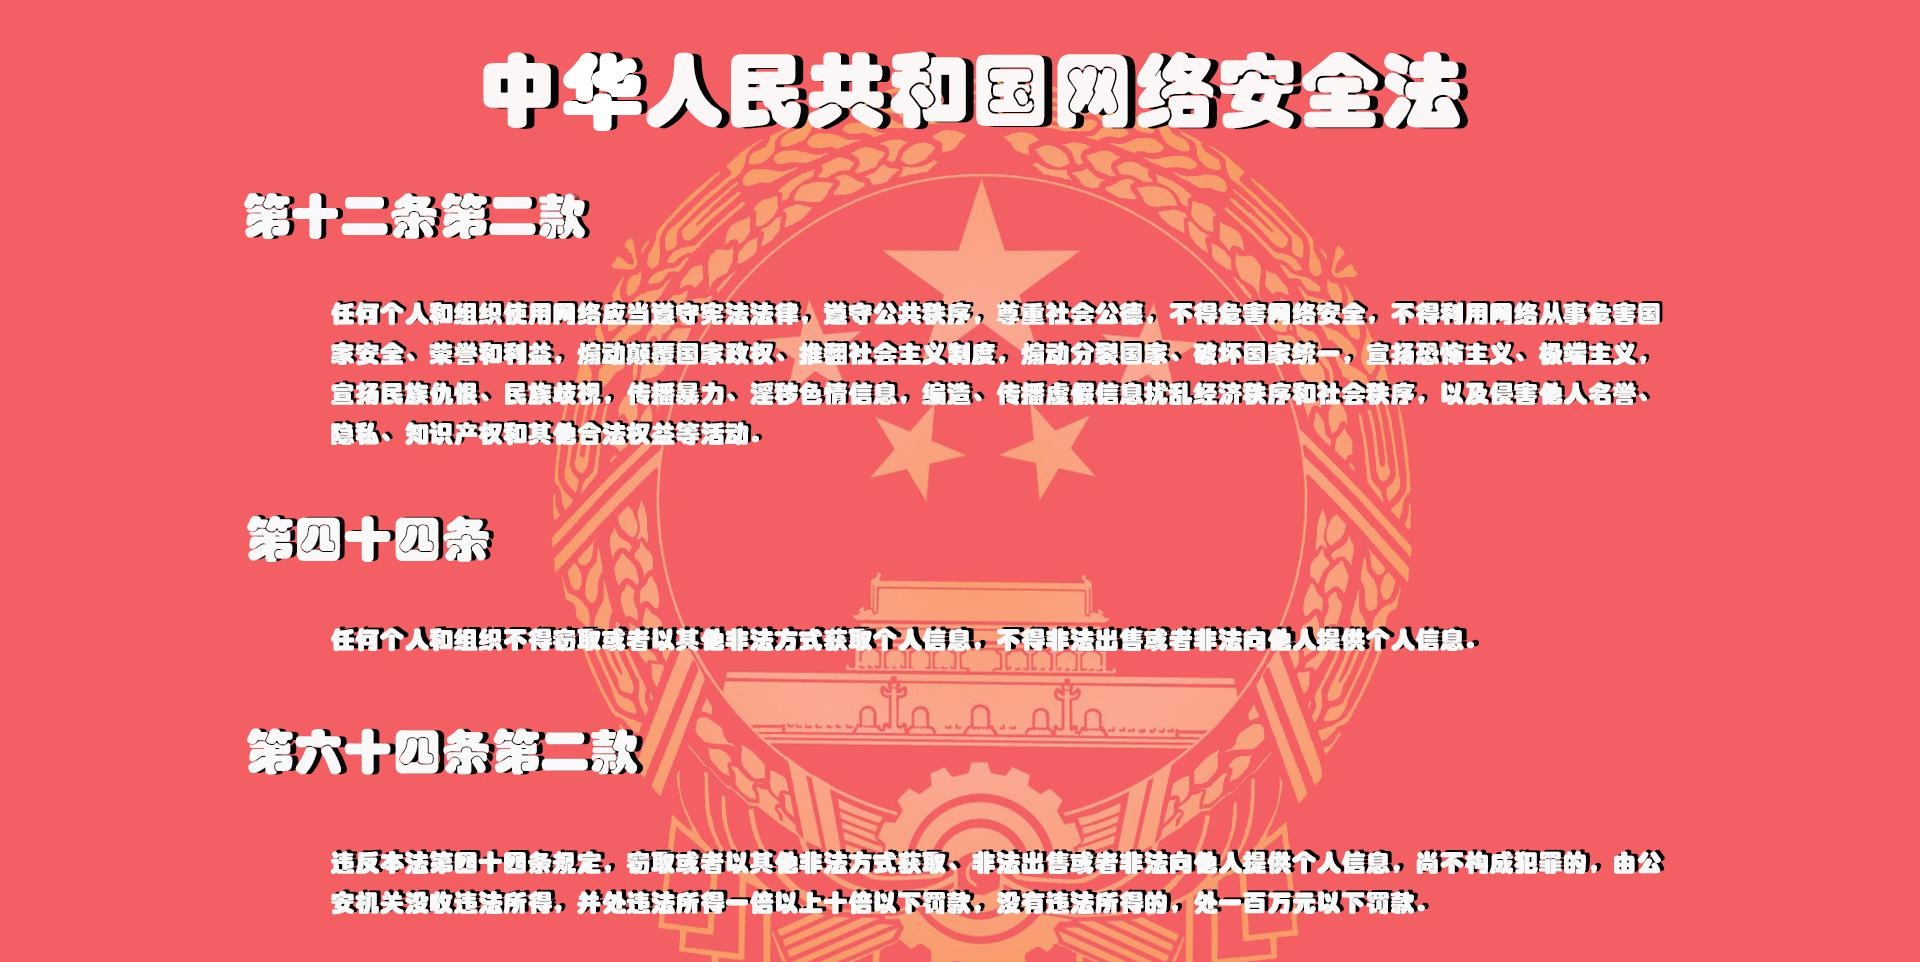 中华人民共和国网络安全法
第十二条第二款
任何个人和组织使用网络应当遵守宪法法律，遵守公共秩序，尊重社会公德，不得危害网络安全，不得利用网络从事危害国
家安全、荣誉和利益，煽动颠覆国家政权、推翻社会主义制度，煽动分裂国家、破坏国家统一，宣扬恐怖主义、极端主义，
宣扬民族仇恨、民族歧视，传播暴力、淫秽色情信息，编造、传播虚假信息扰乱经济秩序和社会秩序，以及侵害他人名誉、
隐私、知识产权和其他合法权益等活动。
第四十四条
任何个人和组织不得窃取或者以其他非法方式获取个人信息，不得非法出售或者非法向他人提供个人信息。
第六十四条第二款
违反本法第四十四条规定，窃取或者以其他非法方式获取、非法出售或者非法向他人提供个人信息，尚不构成犯罪的，由公
安机关没收违法所得，并处违法所得一倍以上十倍以下罚款，没有违法所得的，处一百万元以下罚款。